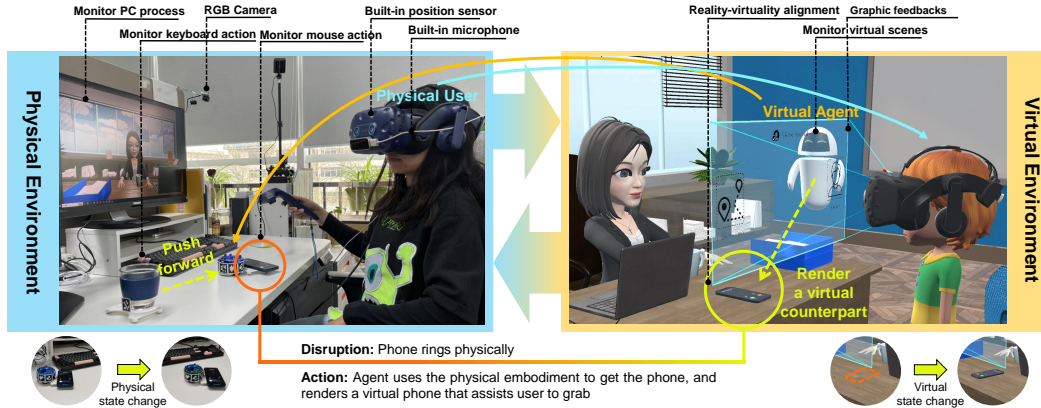 Monitor PC process
RGB Camera
Built-in position sensor
Reality-virtuality alignment
Graphic feedbacks
Monitor keyboard action
Monitor mouse action
Built-in microphone
Monitor virtual scenes
Physical Environment
Physical User
Virtual Agent
Virtual Environment
Push
forward
Render
a virtual
counterpart
Disruption: Phone rings physically
Action: Agent uses the physical embodiment to get the phone, and
renders a virtual phone that assists user to grab
Physical
state change
Virtual
state change